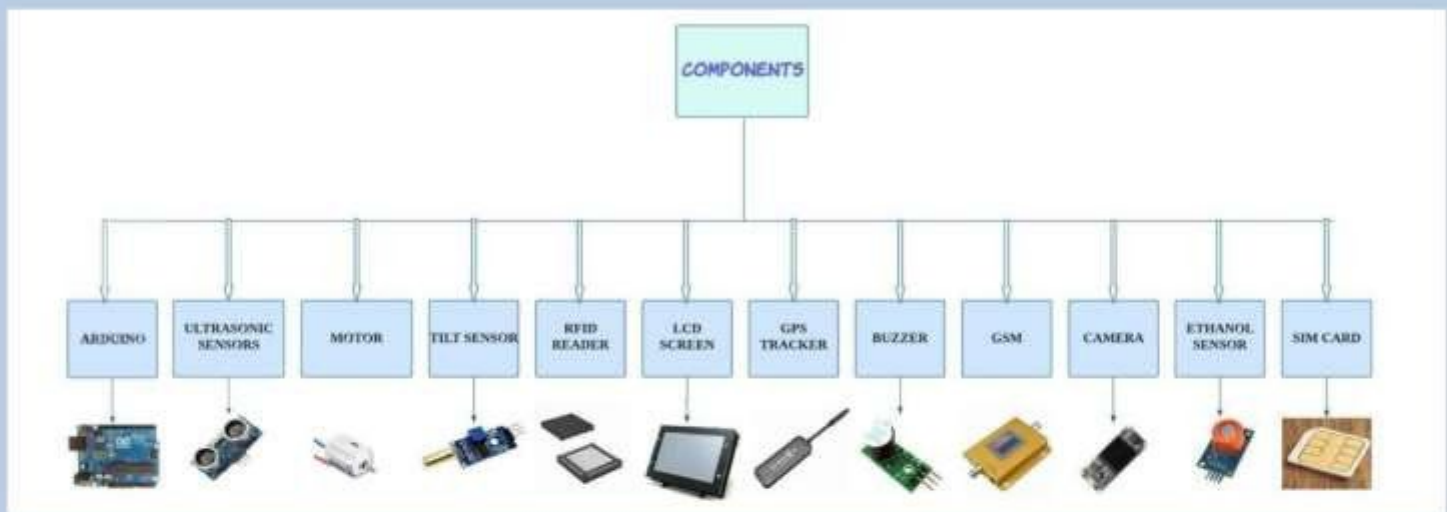 COMPONENTS
ARDUINO
ULTRASONIC
SENSORS
MOTOR
TILT SENSOR
RFID
READER
LCD
SCREEN
GPS
TRACKER
BUZZER
GSM
CAMERA
ETHANOL
SENSOR
SIM CARD